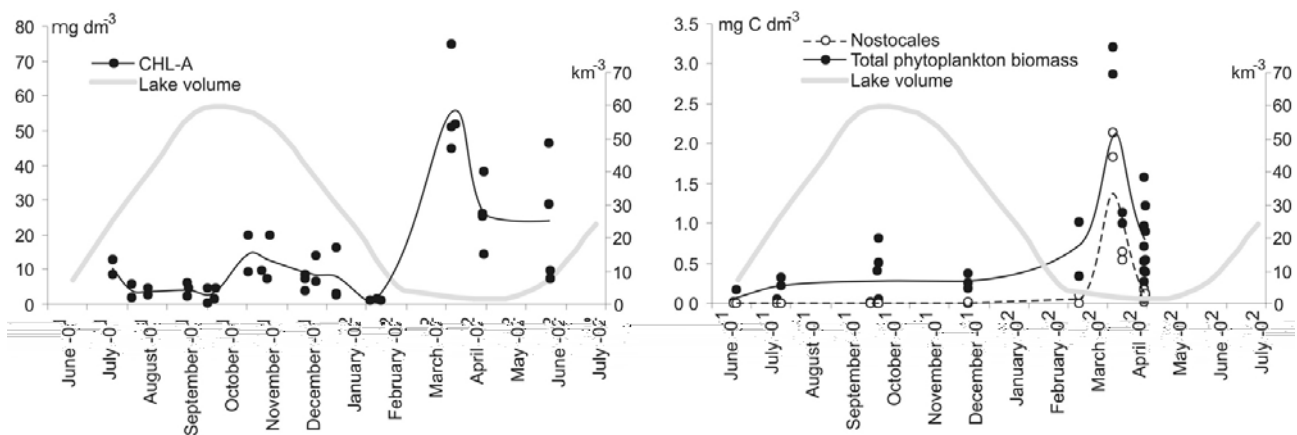 mg dm-3
80
70
60
50
40
30
20
10
0
CHL-A
Lake volume
km-3
70
60
50
40
30
20
10
0
June -01
July -01
August -01
September -01
October -01
November -01
December -01
January -02
February -02
March -02
April -02
May -02
June -02
July -02
mg C dm-3
3.5
3.0
2.5
2.0
1.5
1.0
0.5
0.0
Nostocales
Total phytoplankton biomass
Lake volume
km-3
70
60
50
40
30
20
10
0
June -01
July -01
August -01
September -01
October -01
November -01
December -01
January -02
February -02
March -02
April -02
May -02
June -02
July -02